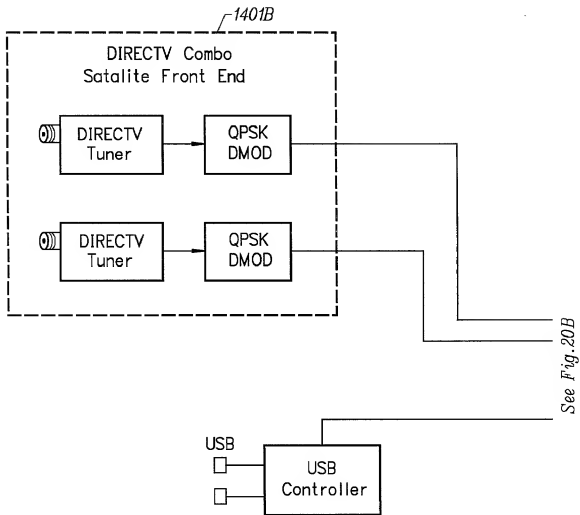 1401B
DIRECTV Combo
Satalite Front End
DIRECTV
Tuner
QPSK
DMOD
DIRECTV
Tuner
QPSK
DMOD
See Fig.20B
USB
USB
Controller